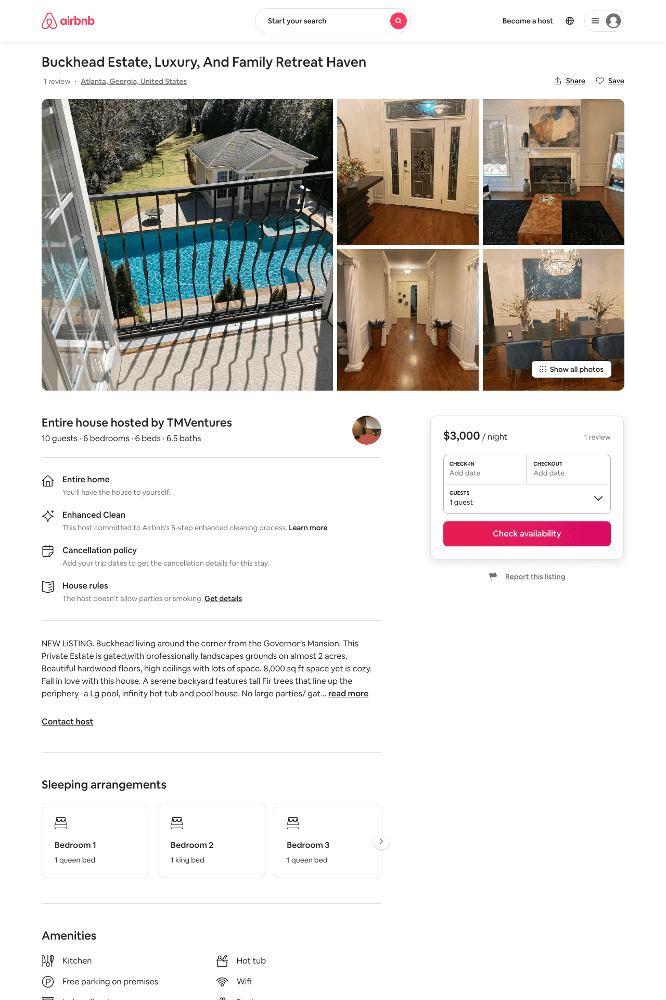 airbnb
Start your search
Become a host
Buckhead Estate, Luxury, And Family Retreat Haven
1 review · Atlanta, Georgia, United States
Share
Save
Show all photos
Entire house hosted by TMVentures
10 guests · 6 bedrooms · 6 beds · 6.5 baths
Entire home
You’ll have the house to yourself.
Enhanced Clean
This host committed to Airbnb's 5-step enhanced cleaning process. Learn more
Cancellation policy
Add your trip dates to get the cancellation details for this stay.
House rules
The host doesn’t allow parties or smoking. Get details
$3,000 / night
1 review
CHECK-IN
Add date
CHECKOUT
Add date
GUESTS
1 guest
Check availability
Report this listing
NEW LiSTING. Buckhead living around the corner from the Governor’s Mansion. This
Private Estate is gated,with professionally landscapes grounds on almost 2 acres.
Beautiful hardwood floors, high ceilings with lots of space. 8,000 sq ft space yet is cozy.
Fall in love with this house. A serene backyard features tall Fir trees that line up the
periphery -a Lg pool, infinity hot tub and pool house. No large parties/ gat... read more
Contact host
Sleeping arrangements
Bedroom 1
1 queen bed
Bedroom 2
1 king bed
Bedroom 3
1 queen bed
Amenities
Kitchen
Hot tub
Free parking on premises
Wifi